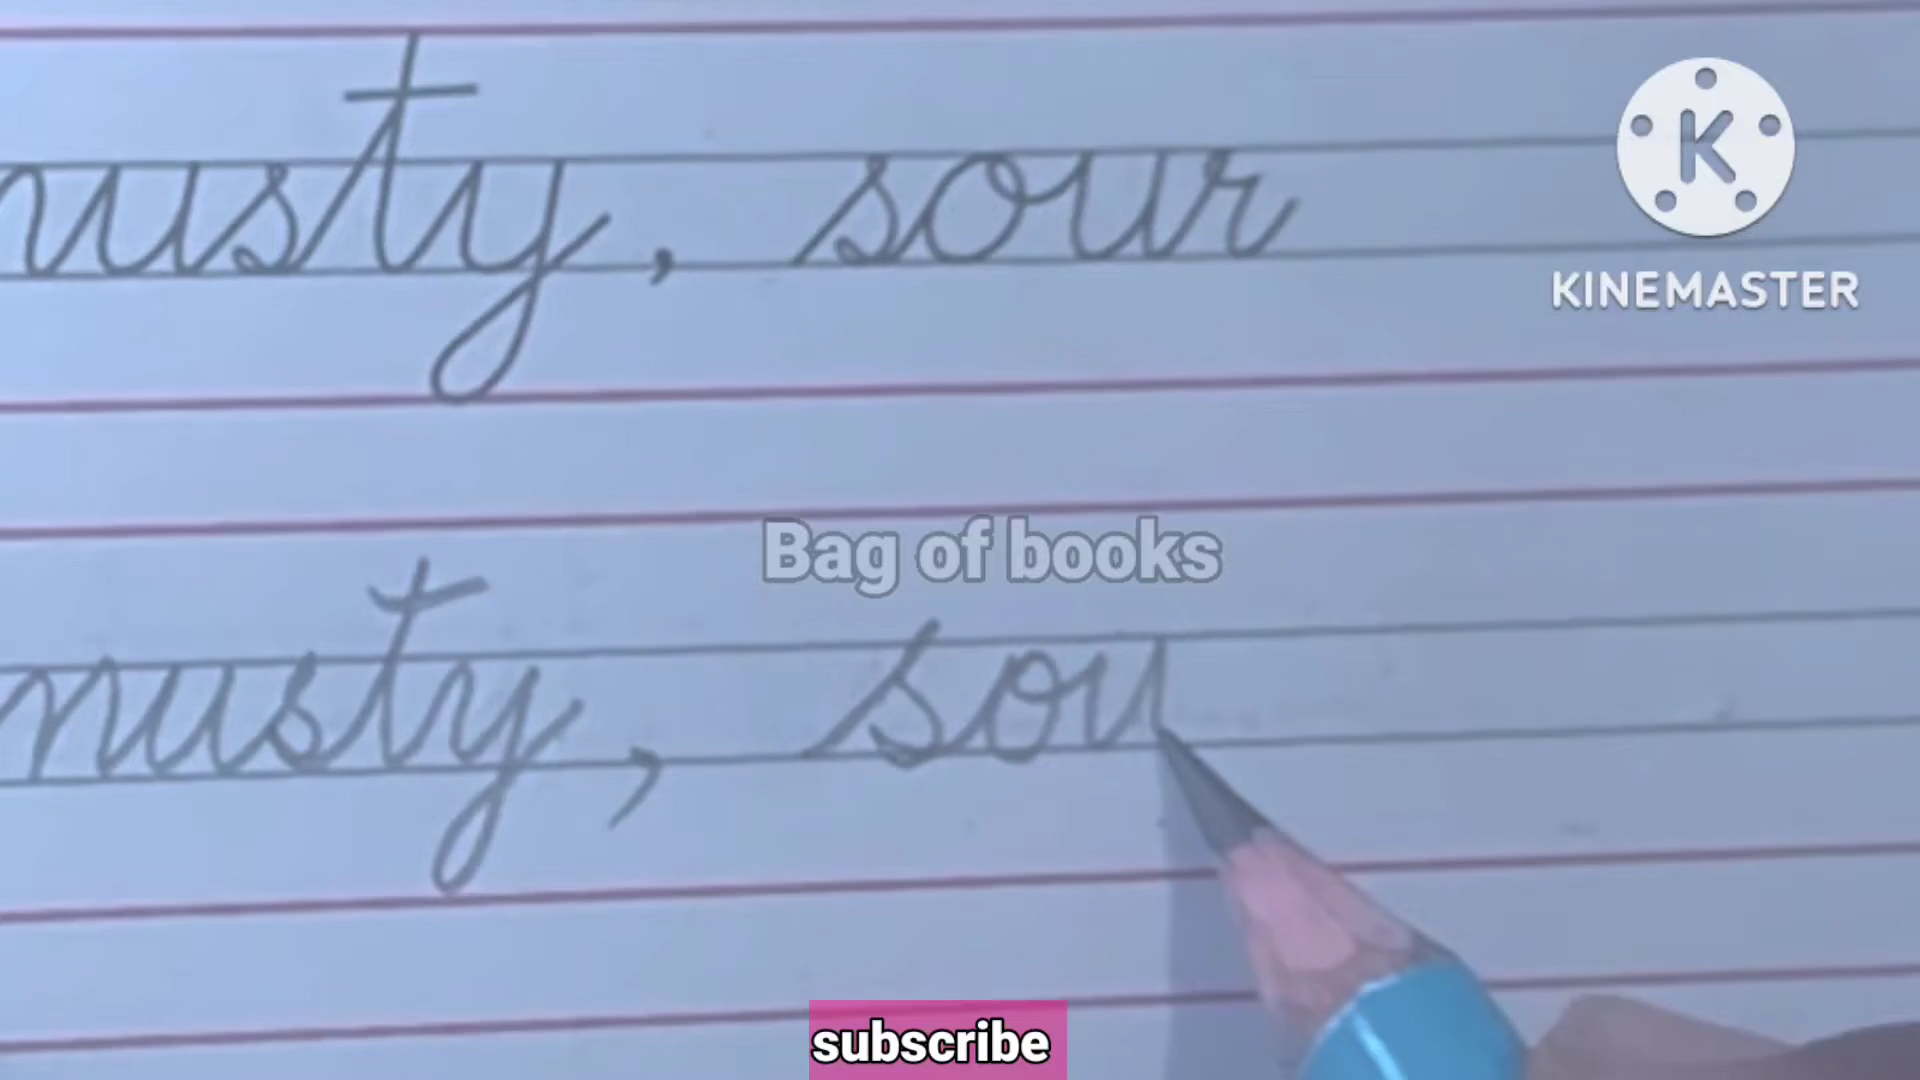 musty, sour
K
KINEMASTER
Bag of books
musty, sou
subscribe